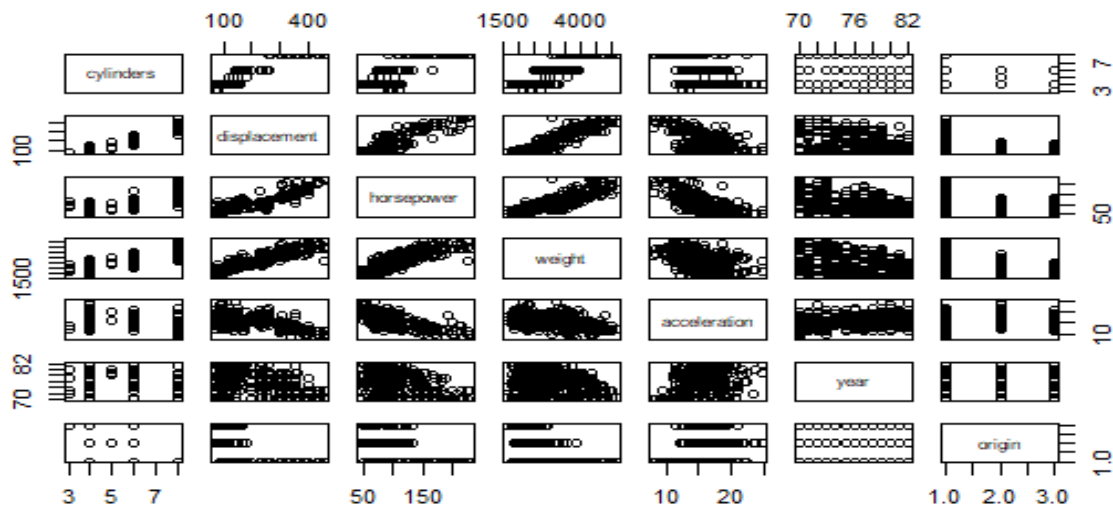 100 400 1500 4000 70 76 82
cylinders
3 7
displacement
100
horsepower
50
weight
1500
acceleration
10
year
70 82
origin
1.0
3 5 7 50 150 10 20 1.0 2.0 3.0